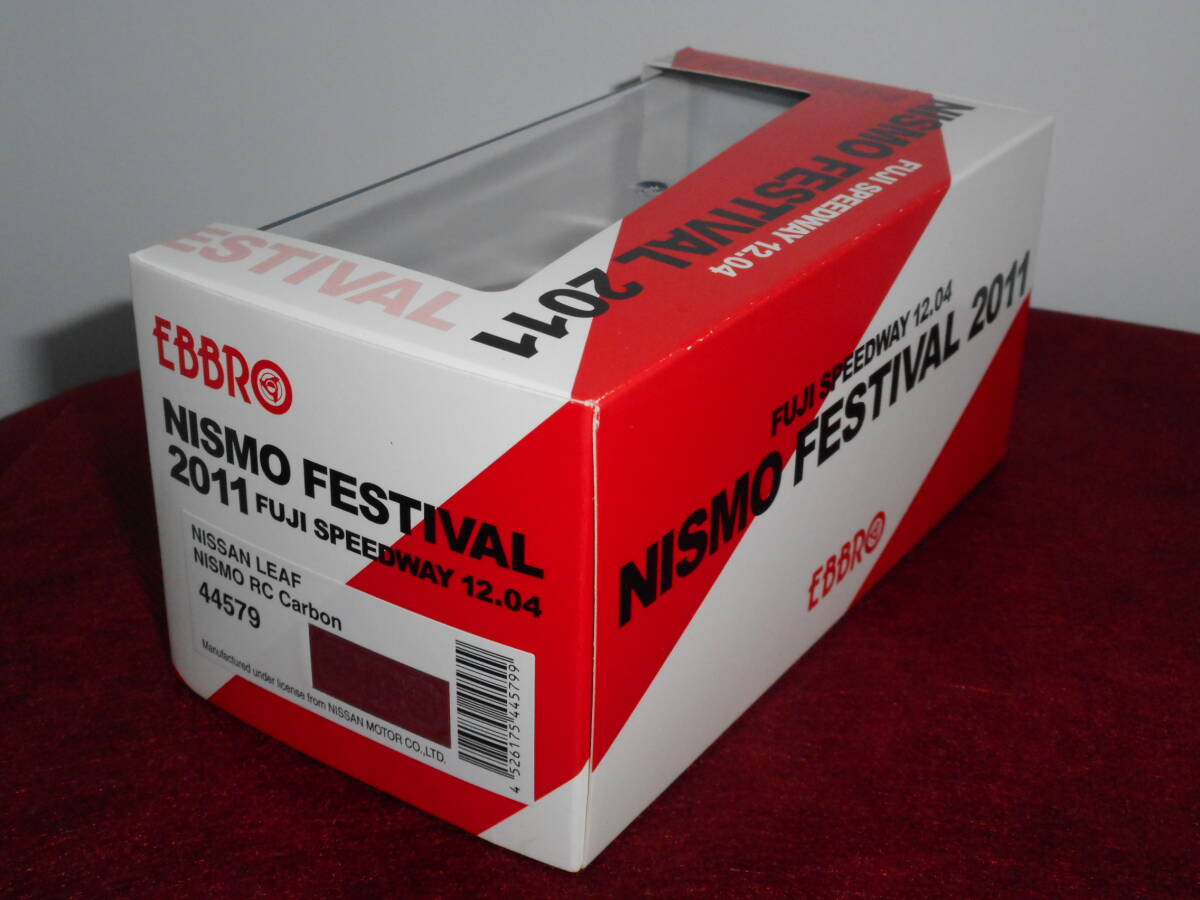 ESTIVAL
2011
NISMO FESTIVAL 2011
FUJI SPEEDWAY 12.04
EBBRO
NISMO FESTIVAL
2011 FUJI SPEEDWAY 12.04
NISSAN LEAF
NISMO RC Carbon
44579
Manufactured under license from NISSAN MOTOR CO.,LTD.
4 526175 445799
FUJI SPEEDWAY 12.04
NISMO FESTIVAL 2011
EBBRO